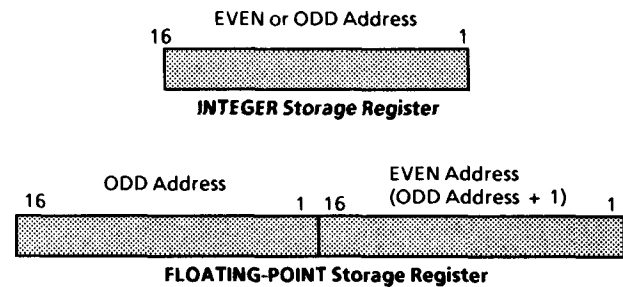 EVEN or ODD Address
16 1
INTEGER Storage Register
ODD Address
EVEN Address
(ODD Address + 1)
16 1 16 1
FLOATING-POINT Storage Register